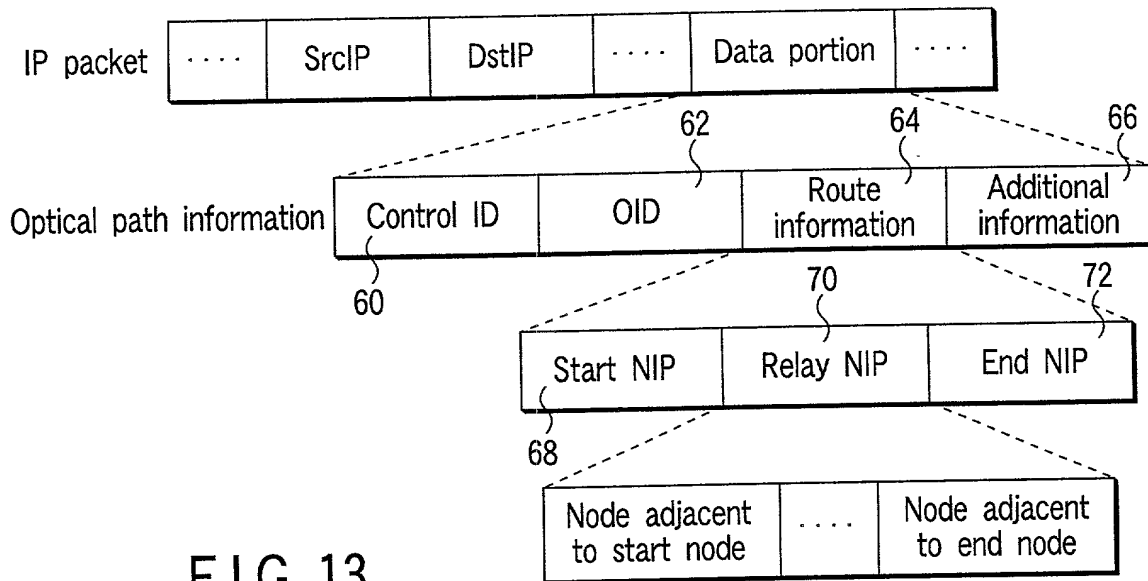 IP packet .... SrcIP DstIP .... Data portion ....
62 64 66
Optical path information Control ID OID Route information Additional information
60 70 72
Start NIP Relay NIP End NIP
68
Node adjacent to start node .... Node adjacent to end node
FIG. 13